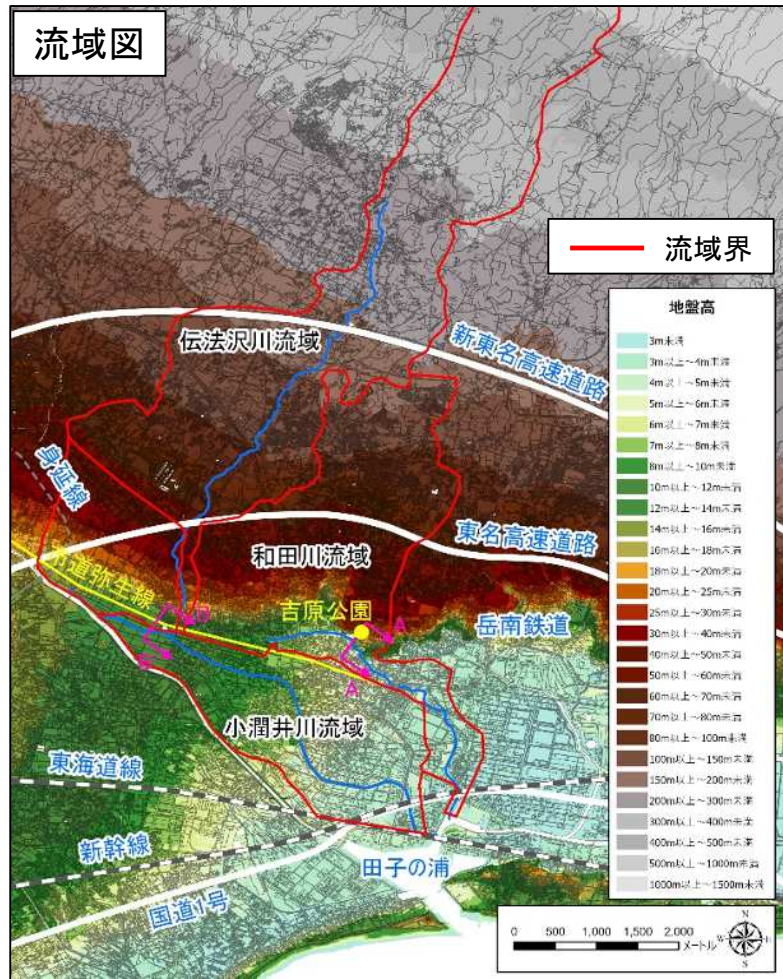 流域図
流域界
地盤高
3m未満
3m以上～4m未満
4m以上～5m未満
5m以上～6m未満
6m以上～7m未満
7m以上～8m未満
8m以上～10m未満
10m以上～12m未満
12m以上～14m未満
14m以上～16m未満
16m以上～18m未満
18m以上～20m未満
20m以上～25m未満
25m以上～30m未満
30m以上～40m未満
40m以上～50m未満
50m以上～60m未満
60m以上～70m未満
70m以上～80m未満
80m以上～100m未満
100m以上～150m未満
150m以上～200m未満
200m以上～300m未満
300m以上～400m未満
400m以上～500m未満
500m以上～1000m未満
1000m以上～1500m未満
伝法沢川流域
新東名高速道路
身延線
東名高速道路
和田川流域
市道弥生線
吉原公園
岳南鉄道
B
A
B
A
小潤井川流域
東海道線
新幹線
田子の浦
国道1号
0 500 1,000 1,500 2,000
メートル
N
W
E
S